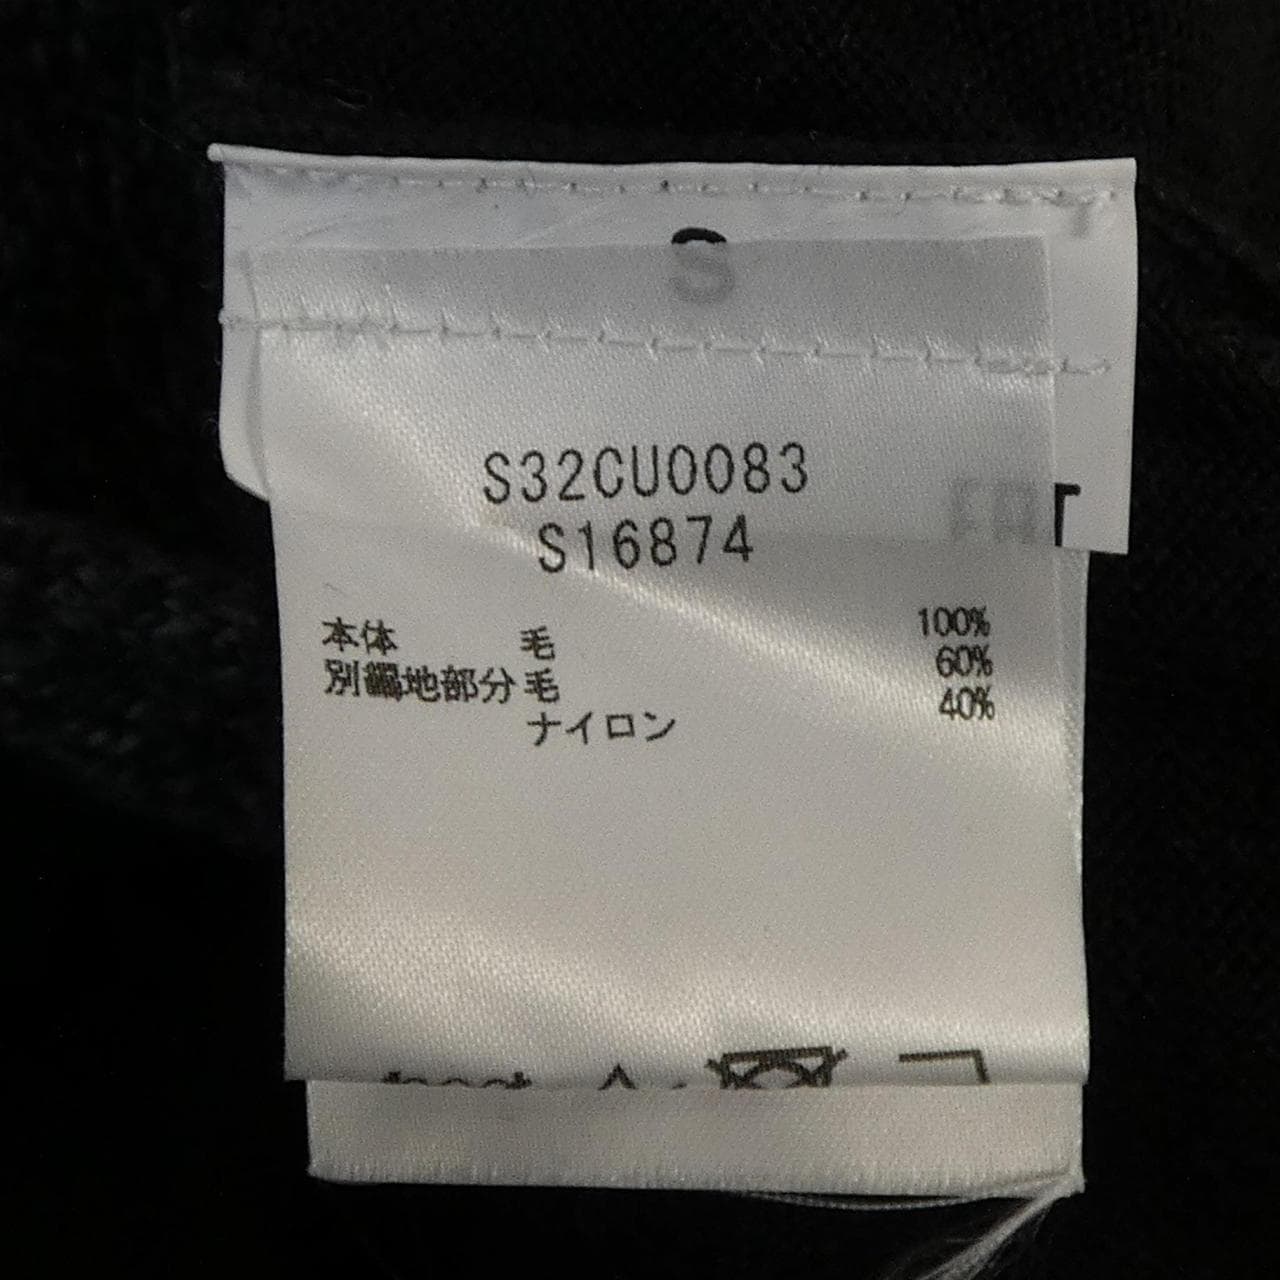 S
S32CU0083
S16874
本体 毛 100%
別編地部分 毛 60%
ナイロン 40%